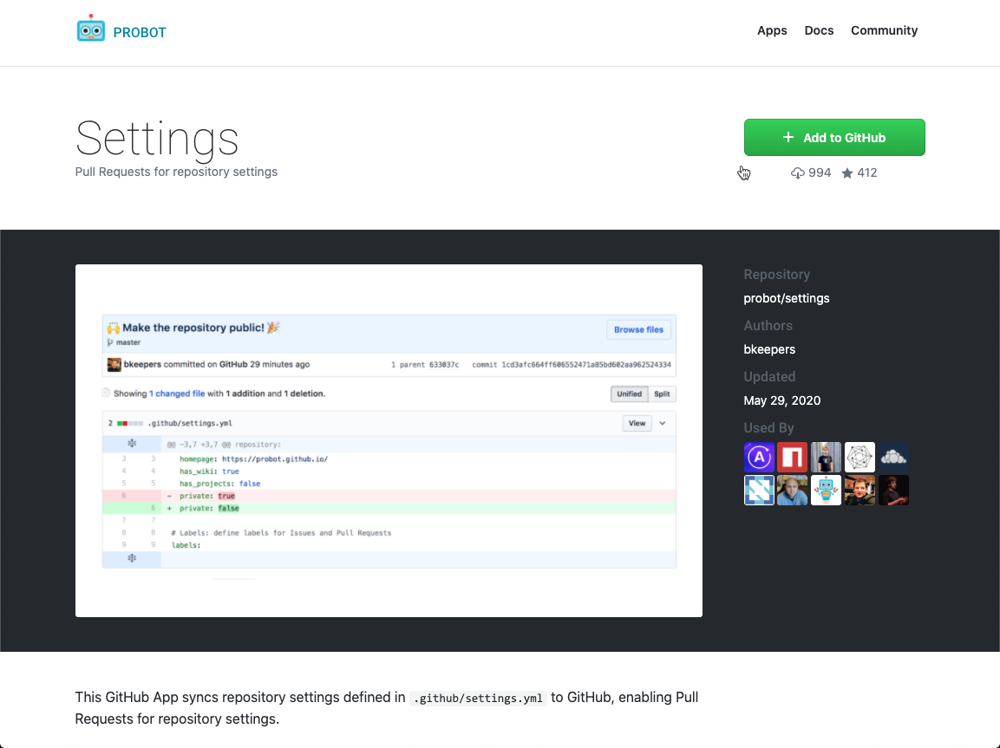 PROBOT
Apps Docs Community
Settings
Pull Requests for repository settings
+ Add to GitHub
994 412
🙌 Make the repository public! 🎉
master
Browse files
bkeepers committed on GitHub 29 minutes ago
1 parent 633037c commit 1cd3afc664ff606552471a85bd602aa962524334
Showing 1 changed file with 1 addition and 1 deletion.
Unified Split
2 .github/settings.yml
View
@@ -3,7 +3,7 @@ repository:
3 3 homepage: https://probot.github.io/
4 4 has_wiki: true
5 5 has_projects: false
6 - private: true
6 + private: false
7 7
8 8 # Labels: define labels for Issues and Pull Requests
9 9 labels:
Repository
probot/settings
Authors
bkeepers
Updated
May 29, 2020
Used By
This GitHub App syncs repository settings defined in .github/settings.yml to GitHub, enabling Pull
Requests for repository settings.